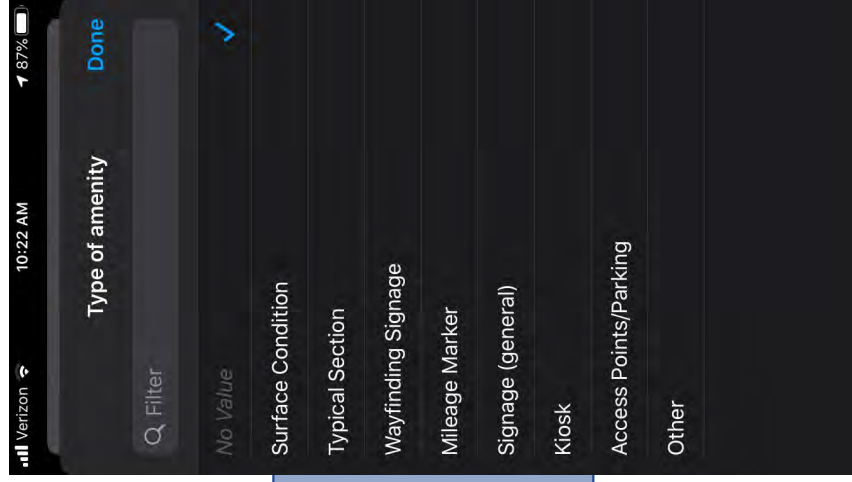 Verizon 10:22 AM 87%
Type of amenity Done
Filter
No Value
Surface Condition
Typical Section
Wayfinding Signage
Mileage Marker
Signage (general)
Kiosk
Access Points/Parking
Other